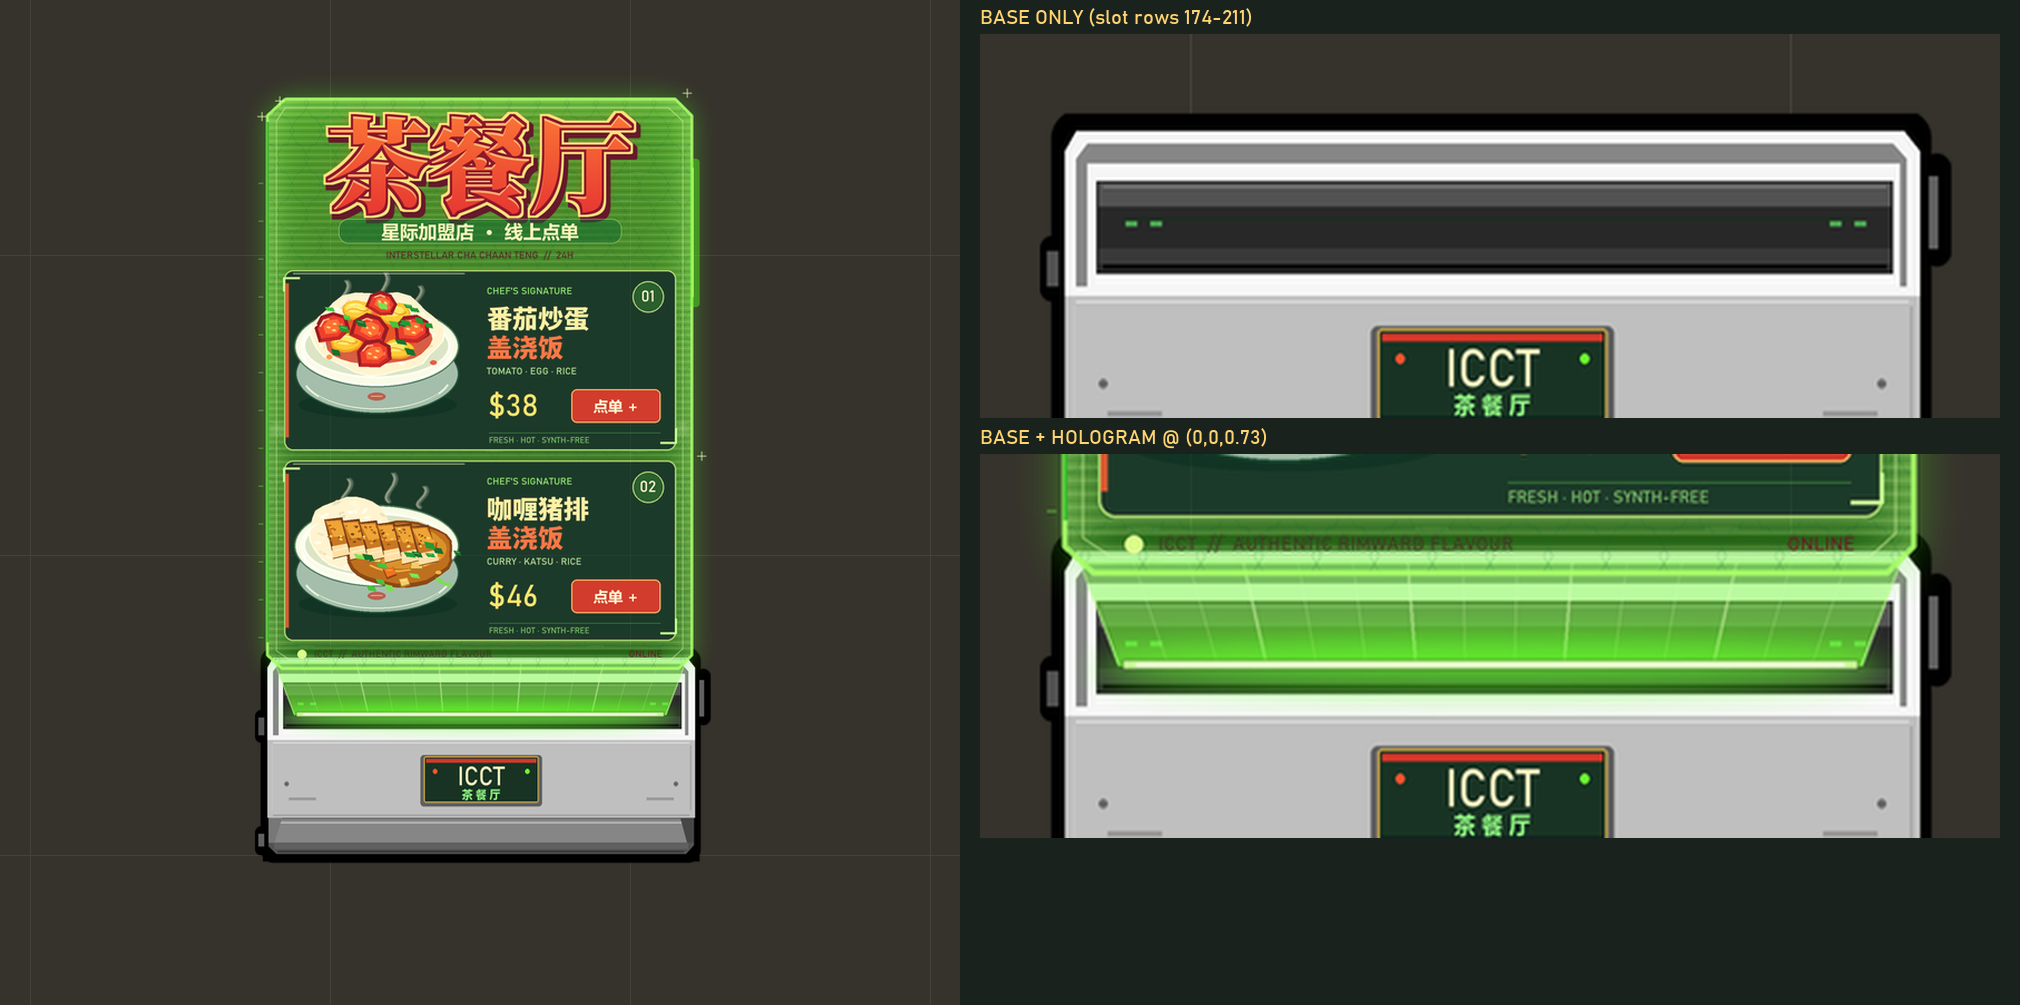 茶餐厅
星际加盟店 · 线上点单
INTERSTELLAR CHA CHAAN TENG // 24H
CHEF'S SIGNATURE
01
番茄炒蛋
盖浇饭
TOMATO · EGG · RICE
$38
点单 +
FRESH · HOT · SYNTH-FREE
CHEF'S SIGNATURE
02
咖喱猪排
盖浇饭
CURRY · KATSU · RICE
$46
点单 +
FRESH · HOT · SYNTH-FREE
ICCT // AUTHENTIC RIMWARD FLAVOUR
ONLINE
ICCT
茶餐厅
BASE ONLY (slot rows 174-211)
ICCT
茶餐厅
BASE + HOLOGRAM @ (0,0,0.73)
FRESH · HOT · SYNTH-FREE
ICCT // AUTHENTIC RIMWARD FLAVOUR
ONLINE
ICCT
茶餐厅